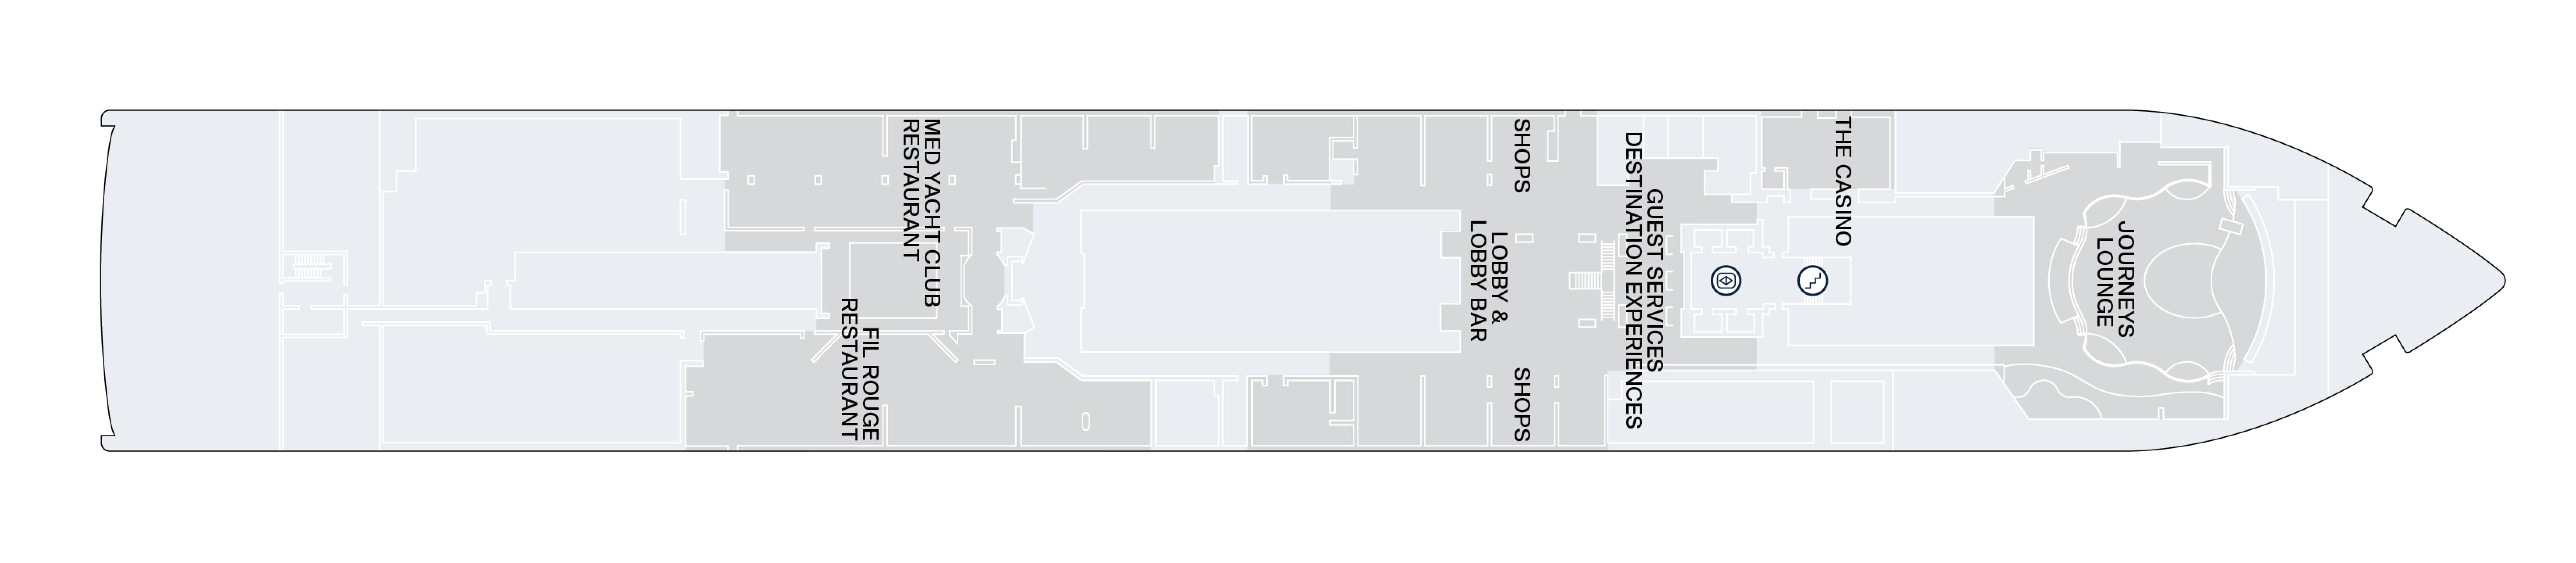 MED YACHT CLUB
RESTAURANT
FIL ROUGE
RESTAURANT
SHOPS
LOBBY &
LOBBY BAR
SHOPS
GUEST SERVICES
DESTINATION EXPERIENCES
THE CASINO
JOURNEYS
LOUNGE